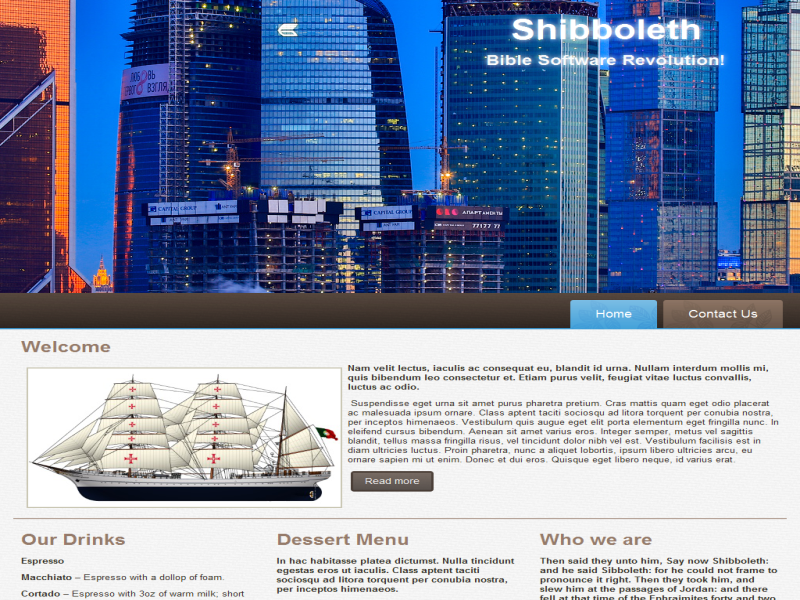 Shibboleth
Bible Software Revolution!
CAPITAL GROUP
CAPITAL GROUP
АПАРТАМЕНТЫ
77177 77
Home
Contact Us
Welcome
Nam velit lectus, iaculis ac consequat eu, blandit id urna. Nullam interdum mollis mi,
quis bibendum leo consectetur et. Etiam purus velit, feugiat vitae luctus convallis,
luctus ac odio.
Suspendisse eget urna sit amet purus pharetra pretium. Cras mattis quam eget odio placerat
ac malesuada ipsum ornare. Class aptent taciti sociosqu ad litora torquent per conubia nostra,
per inceptos himenaeos. Vestibulum quis augue eget elit porta elementum eget fringilla nunc. In
eleifend cursus bibendum. Aenean sit amet varius eros. Integer semper, metus vel sagittis
blandit, tellus massa fringilla risus, vel tincidunt dolor nibh vel est. Vestibulum facilisis est in
diam ultricies luctus. Proin pharetra, nunc a aliquet lobortis, ipsum libero ultricies arcu, eu
ornare sapien mi ut enim. Donec et dui eros. Quisque eget libero neque, id varius erat.
Read more
Our Drinks
Espresso
Macchiato – Espresso with a dollop of foam.
Cortado – Espresso with 3oz of warm milk; short
Dessert Menu
In hac habitasse platea dictumst. Nulla tincidunt
egestas eros ut iaculis. Class aptent taciti
sociosqu ad litora torquent per conubia nostra,
per inceptos himenaeos.
Who we are
Then said they unto him, Say now Shibboleth:
and he said Sibboleth: for he could not frame to
pronounce it right. Then they took him, and
slew him at the passages of Jordan: and there
fell at that time of the Ephraimites forty and two